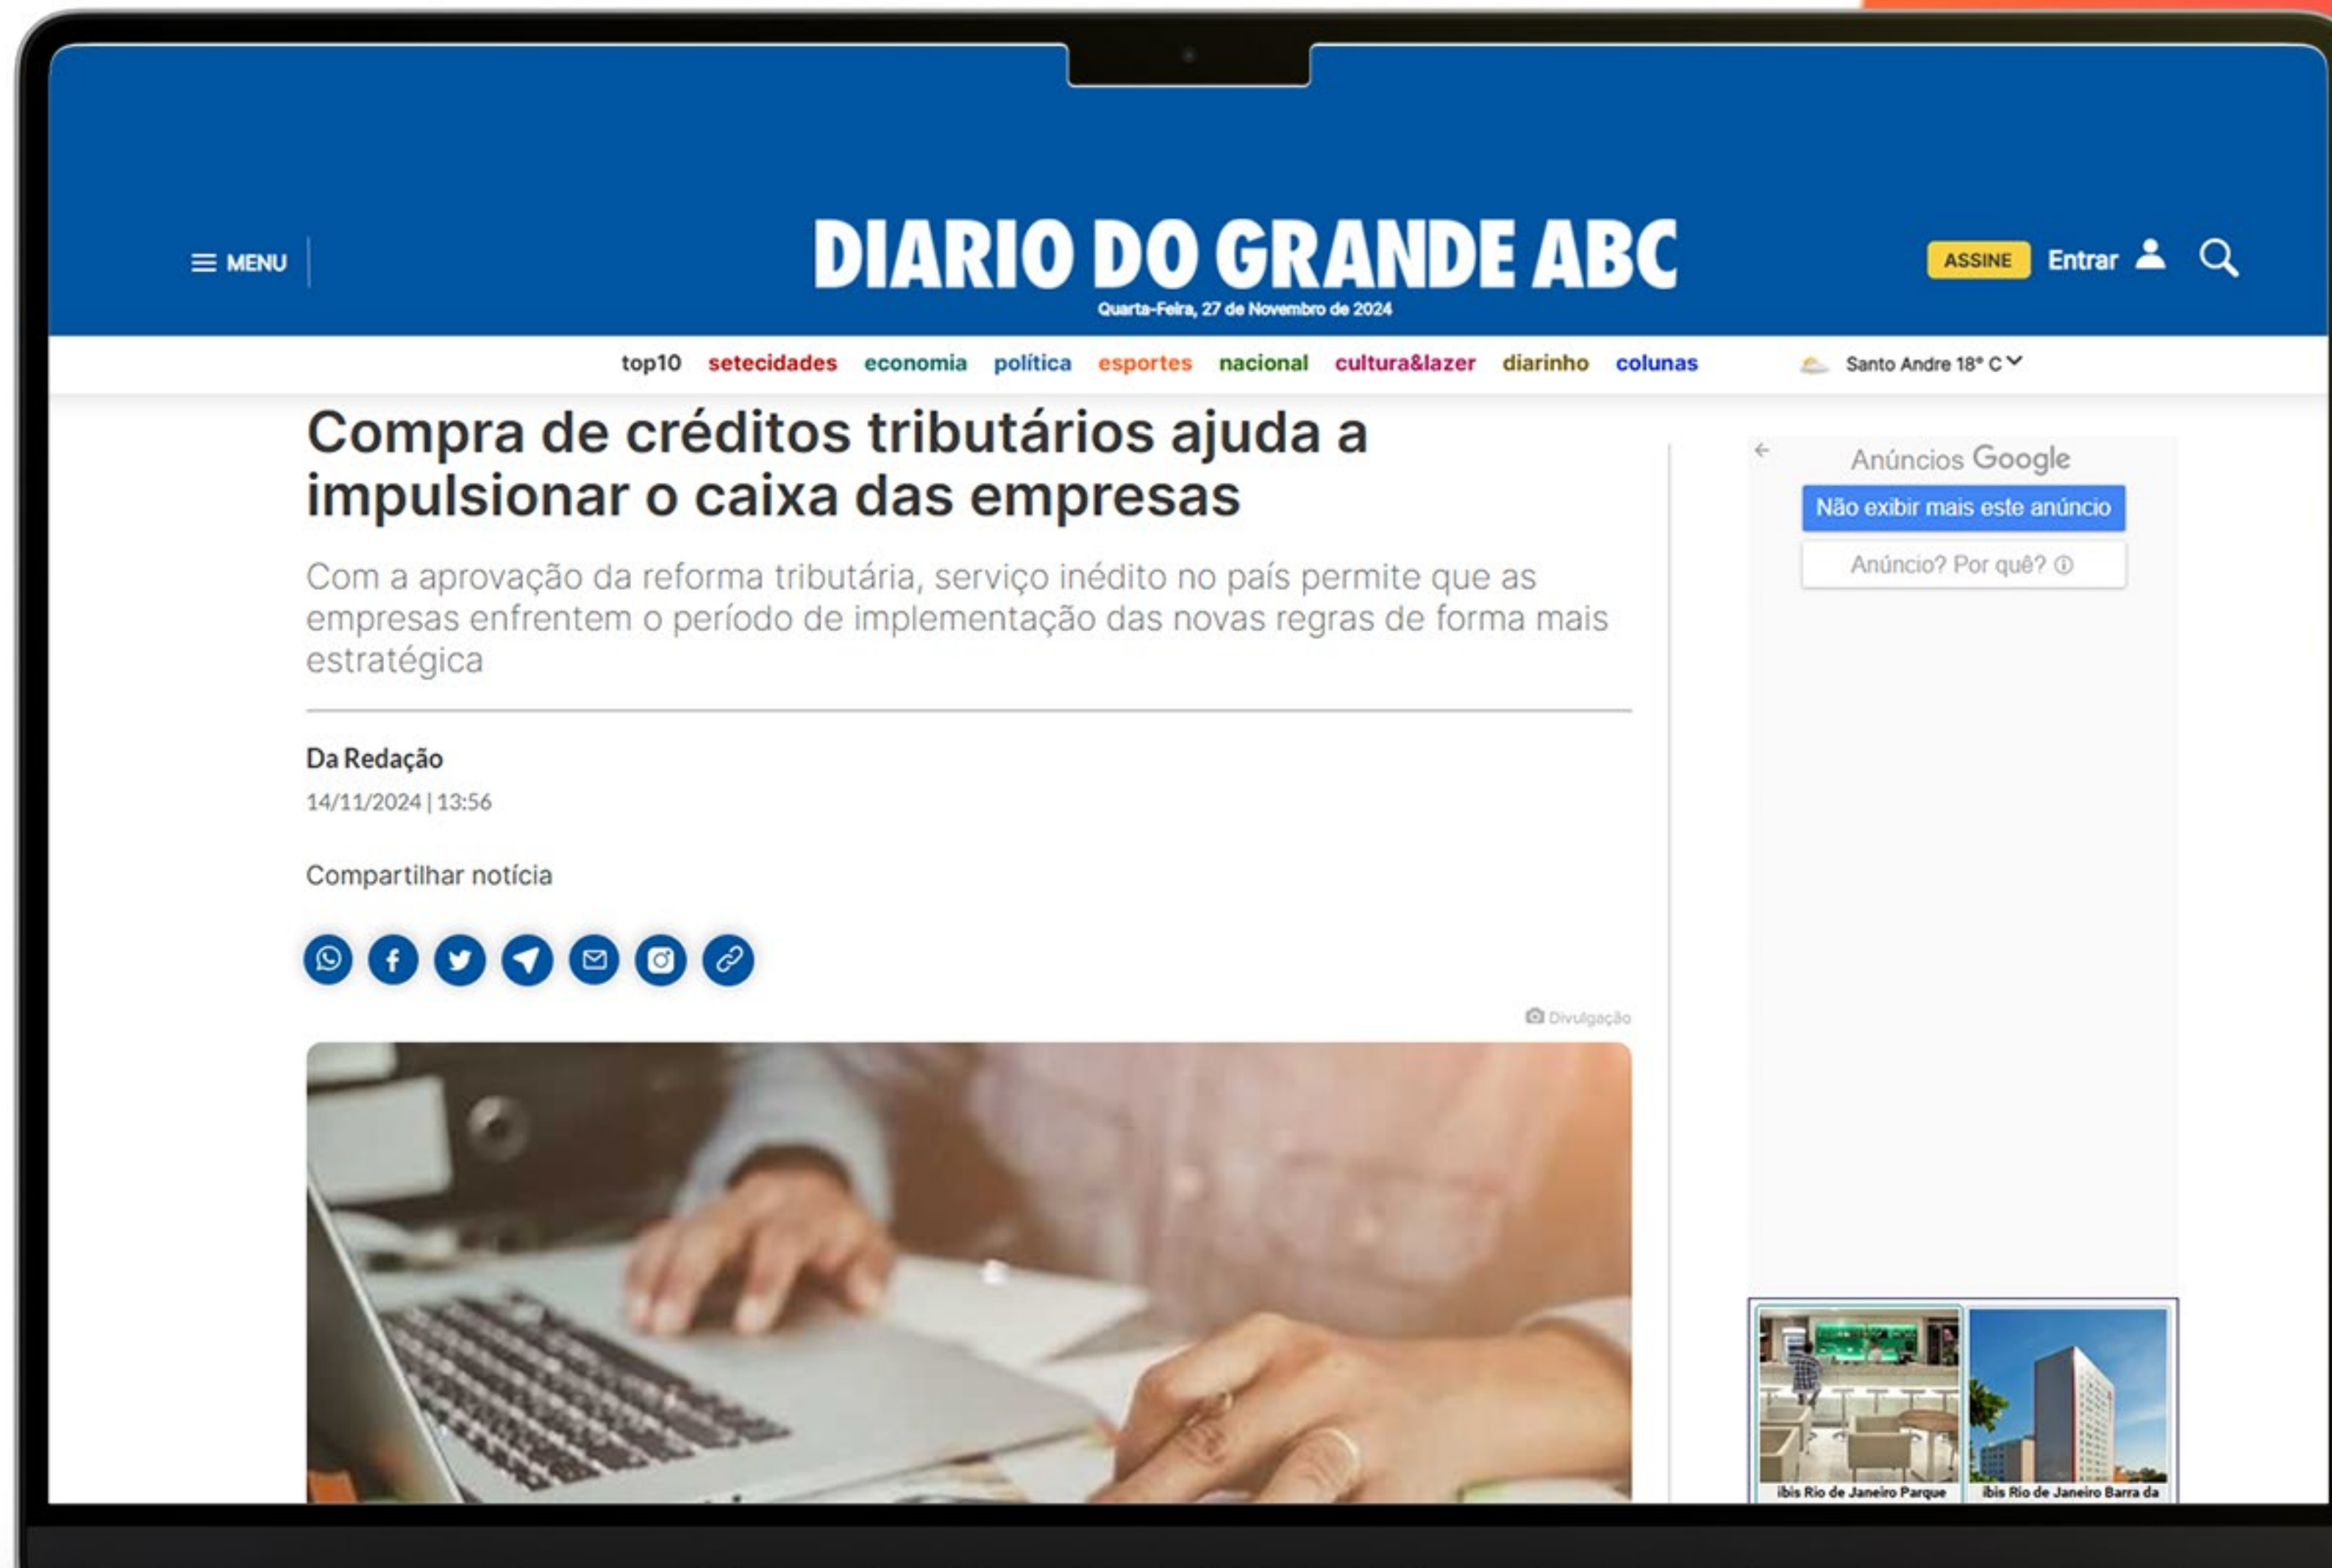 MENU
DIARIO DO GRANDE ABC
Quarta-Feira, 27 de Novembro de 2024
ASSINE Entrar
top10 setecidades economia política esportes nacional cultura&lazer diarinho colunas
Santo Andre 18° C
Compra de créditos tributários ajuda a
impulsionar o caixa das empresas
Com a aprovação da reforma tributária, serviço inédito no país permite que as
empresas enfrentem o período de implementação das novas regras de forma mais
estratégica
Da Redação
14/11/2024 | 13:56
Compartilhar notícia
Divulgação
Anúncios Google
Não exibir mais este anúncio
Anúncio? Por quê?
ibis Rio de Janeiro Parque
ibis Rio de Janeiro Barra da